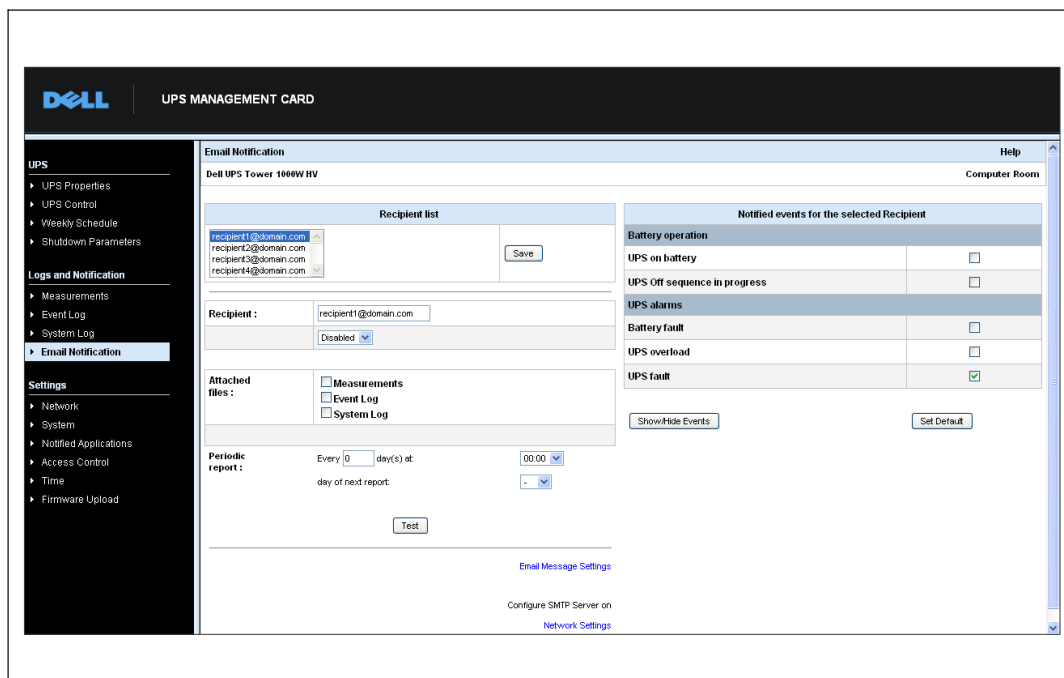 DELL
UPS MANAGEMENT CARD
UPS
UPS Properties
UPS Control
Weekly Schedule
Shutdown Parameters
Logs and Notification
Measurements
Event Log
System Log
Email Notification
Settings
Network
System
Notified Applications
Access Control
Time
Firmware Upload
Email Notification Help
Dell UPS Tower 1000W HV Computer Room
Recipient list
recipient1@domain.com
recipient2@domain.com
recipient3@domain.com
recipient4@domain.com
Save
Recipient : recipient1@domain.com
Disabled
Attached files :
Measurements
Event Log
System Log
Periodic report :
Every 0 day(s) at: 00:00
day of next report: -
Test
Email Message Settings
Configure SMTP Server on
Network Settings
Notified events for the selected Recipient
Battery operation
UPS on battery
UPS Off sequence in progress
UPS alarms
Battery fault
UPS overload
UPS fault
Show/Hide Events Set Default